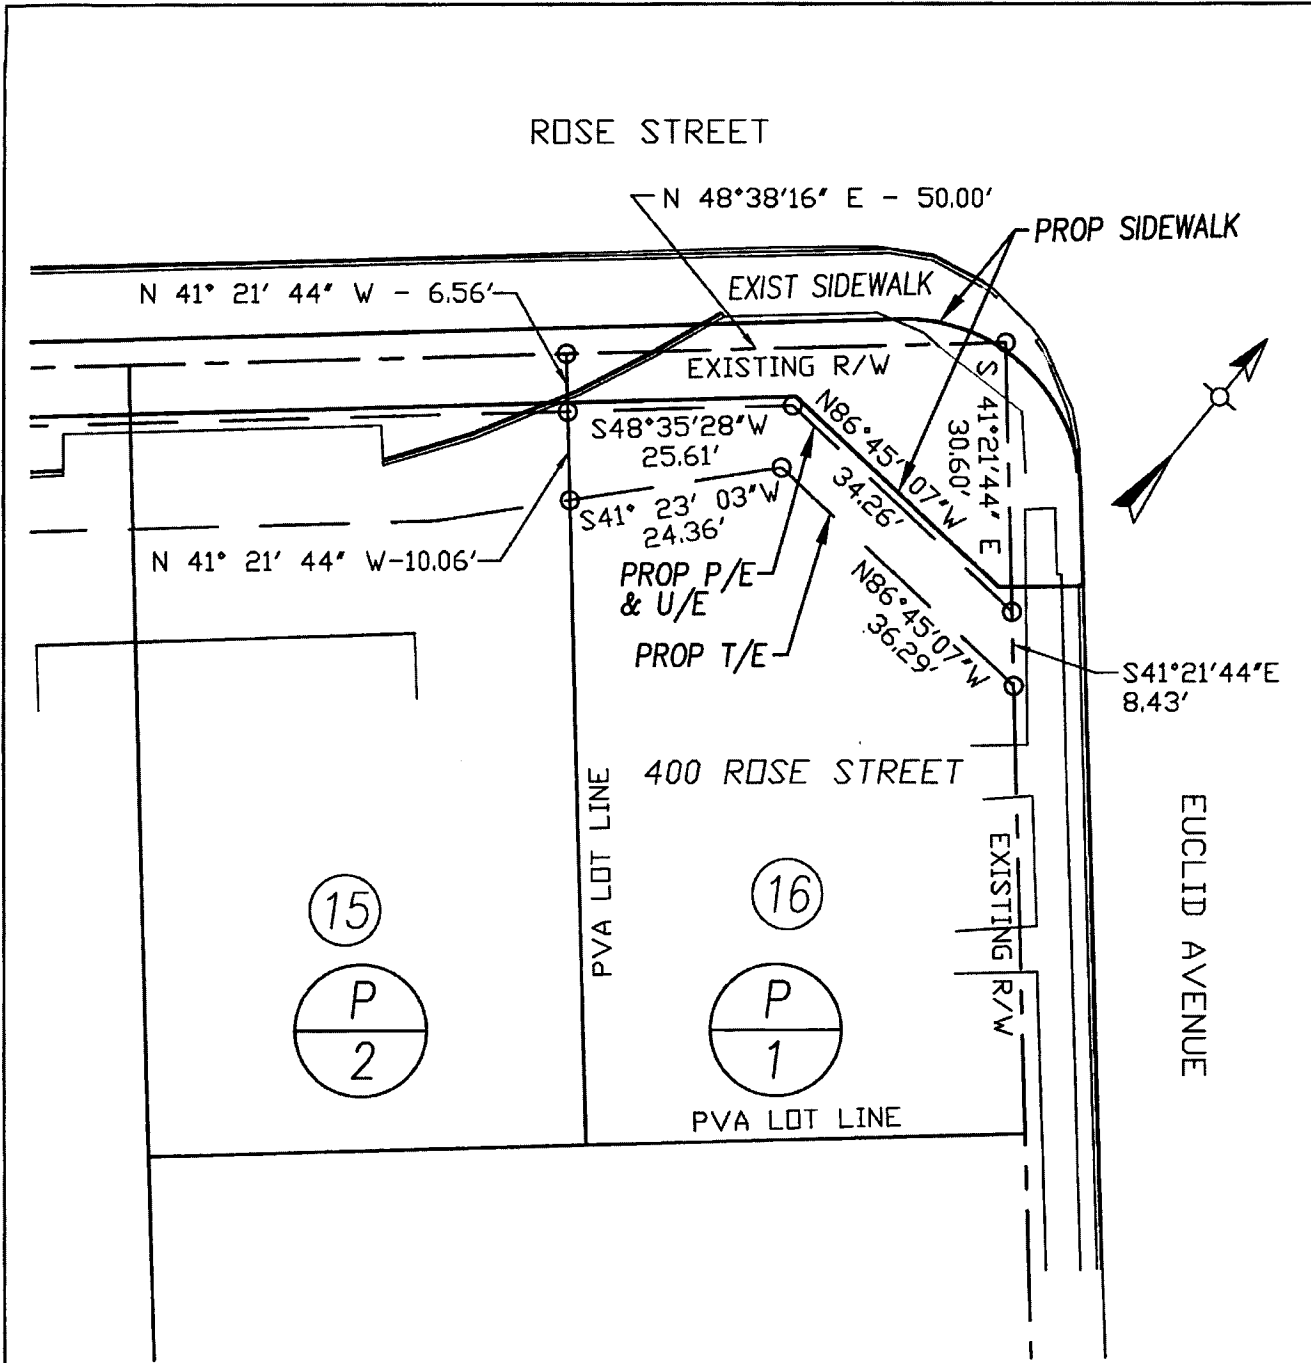 ROSE STREET
N 48°38'16" E - 50.00'
PROP SIDEWALK
N 41° 21' 44" W - 6.56'
EXIST SIDEWALK
EXISTING R/W
S 41°21'44" E
30.60'
N86°45'07"W
34.26'
S48°35'28"W
25.61'
S41° 23' 03"W
24.36'
N 41° 21' 44" W-10.06'
PROP P/E
& U/E
PROP T/E
N86°45'07"W
36.29'
S41°21'44"E
8.43'
400 ROSE STREET
PVA LOT LINE
EXISTING R/W
EUCLID AVENUE
15
16
P
2
P
1
PVA LOT LINE